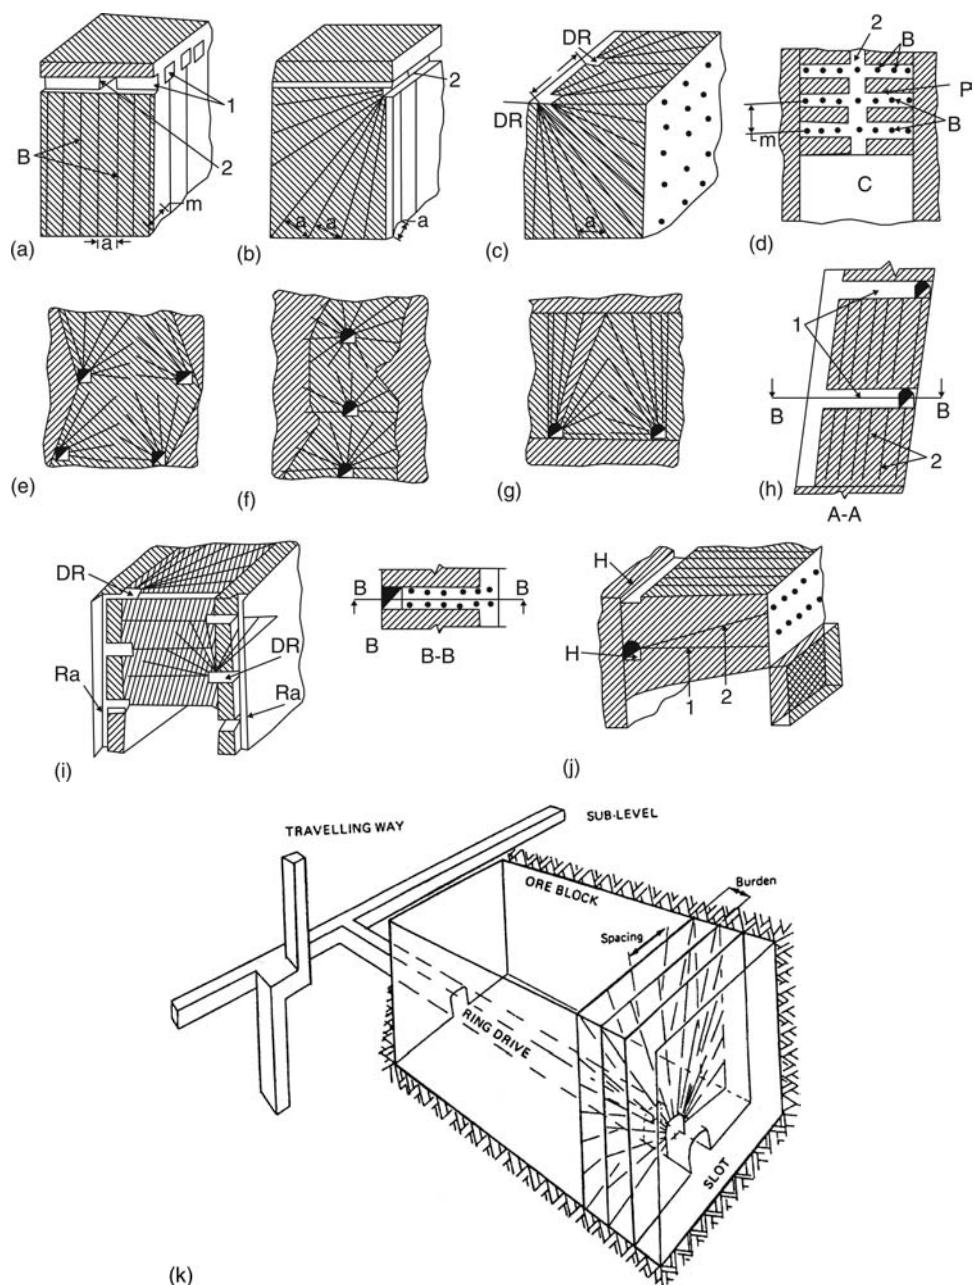 1
2
B
m
a
(a)
2
a
a
a
(b)
DR
DR
a
(c)
2
B
P
B
m
C
(d)
(e)
(f)
(g)
1
B
B
2
(h)
A-A
DR
Ra
DR
Ra
(i)
B
B
B
B-B
H
H
1
2
(j)
TRAVELLING WAY
SUB-LEVEL
ORE BLOCK
Burden
Spacing
RING DRIVE
SLOT
(k)